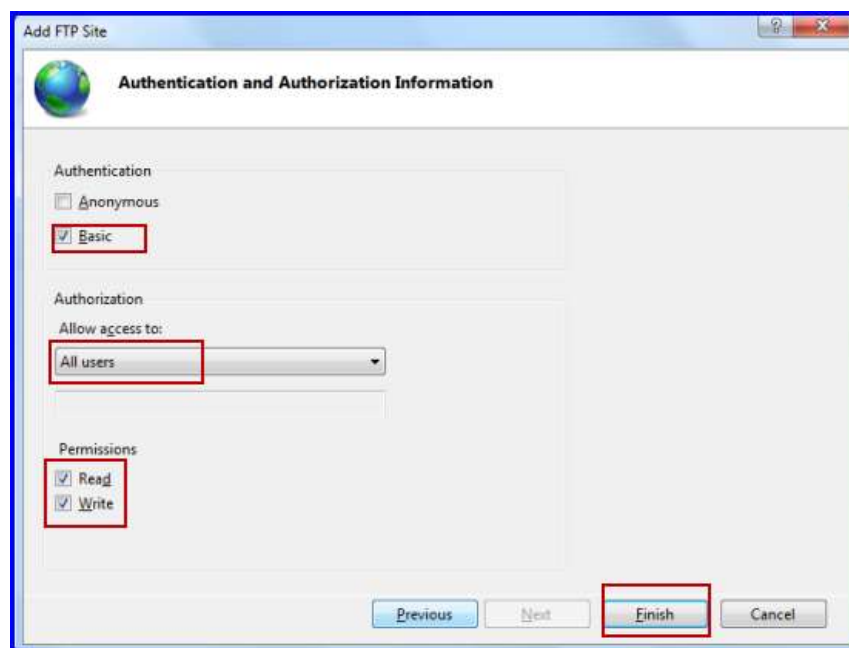 Add FTP Site
Authentication and Authorization Information
Authentication
Anonymous
Basic
Authorization
Allow access to:
All users
Permissions
Read
Write
Previous Next Finish Cancel